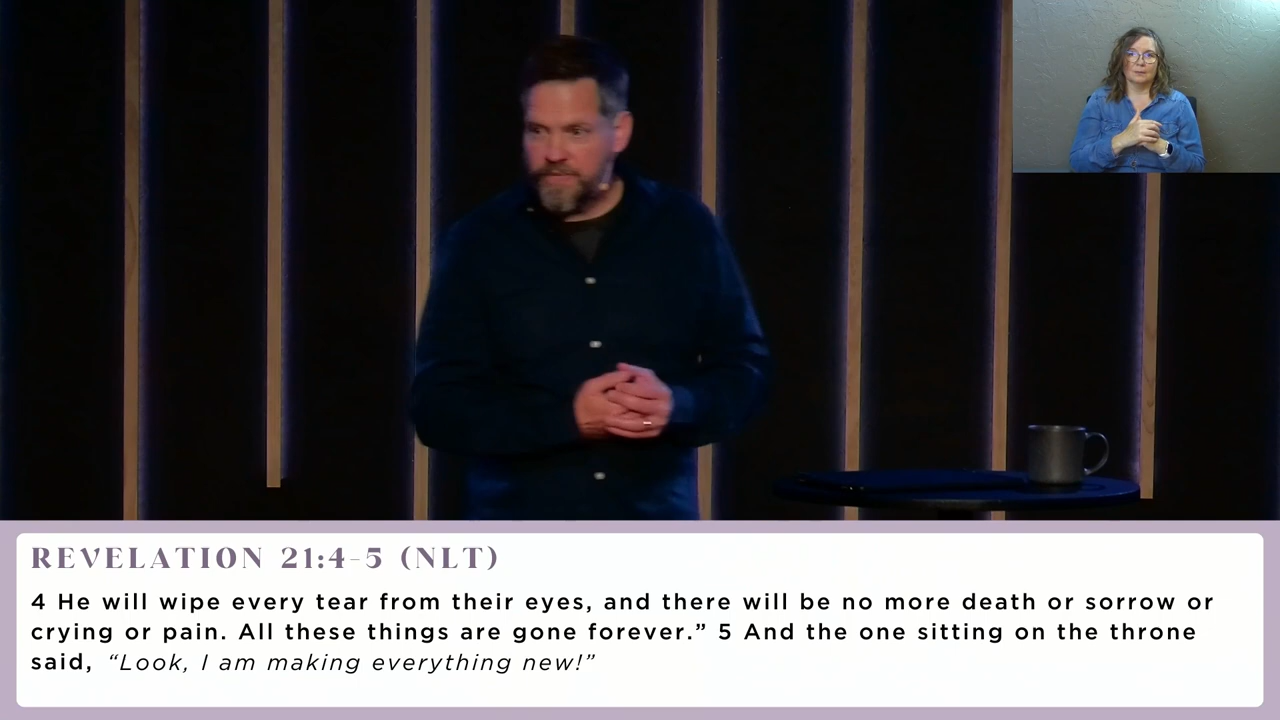 REVELATION 21:4-5 (NLT)
4 He will wipe every tear from their eyes, and there will be no more death or sorrow or
crying or pain. All these things are gone forever.” 5 And the one sitting on the throne
said, “Look, I am making everything new!”